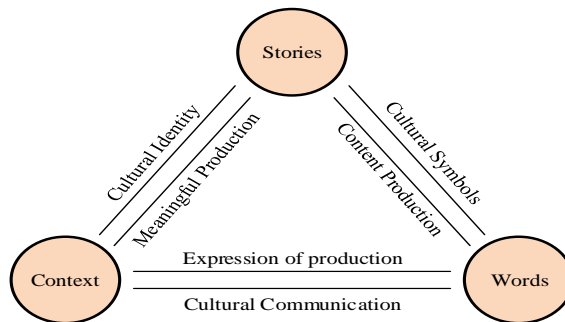 Stories
Cultural Identity
Meaningful Production
Content Production
Cultural Symbols
Context
Expression of production
Cultural Communication
Words